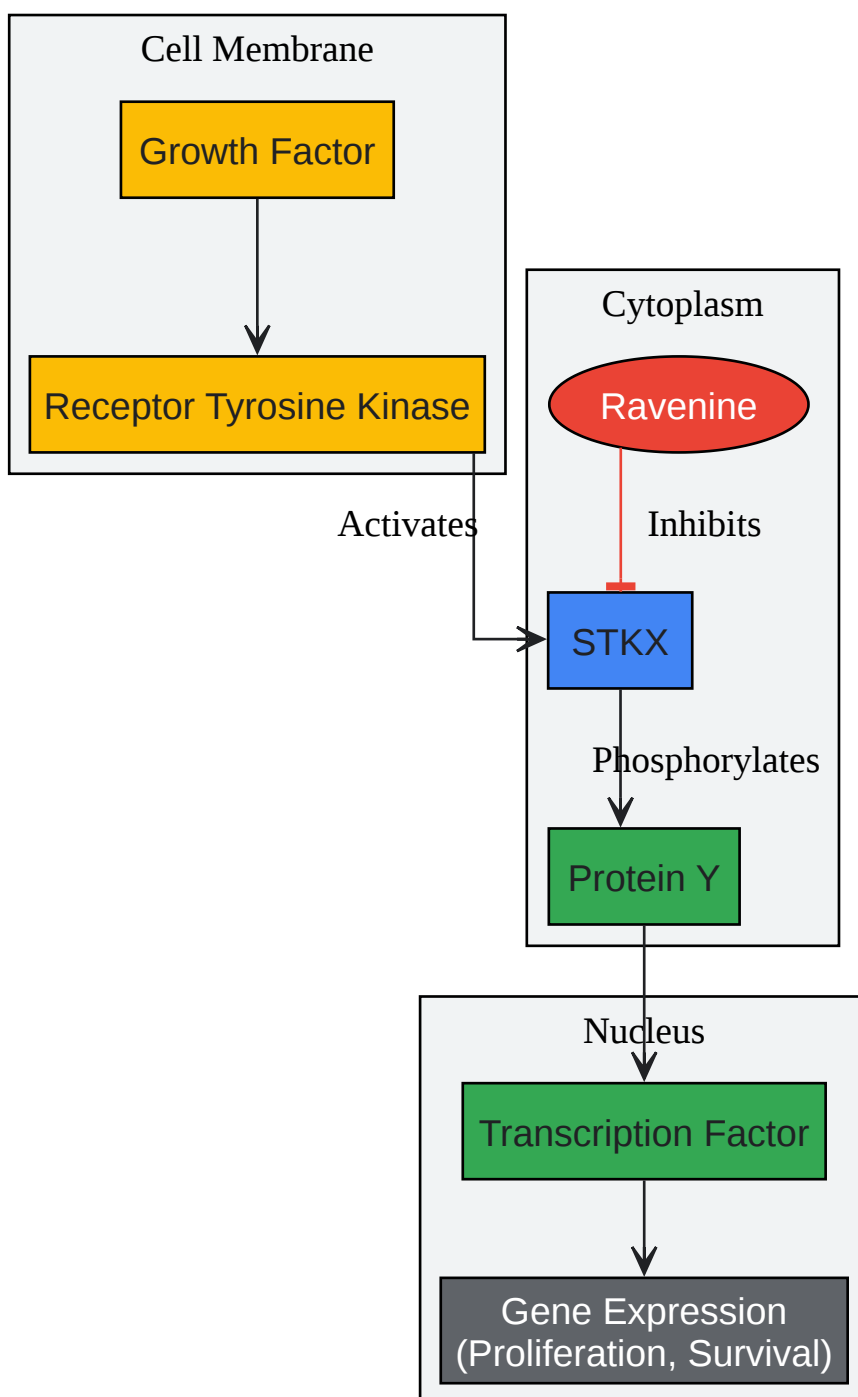 Cell Membrane
Growth Factor
Receptor Tyrosine Kinase
Activates
Cytoplasm
Ravenine
Inhibits
STKX
Phosphorylates
Protein Y
Nucleus
Transcription Factor
Gene Expression
(Proliferation, Survival)